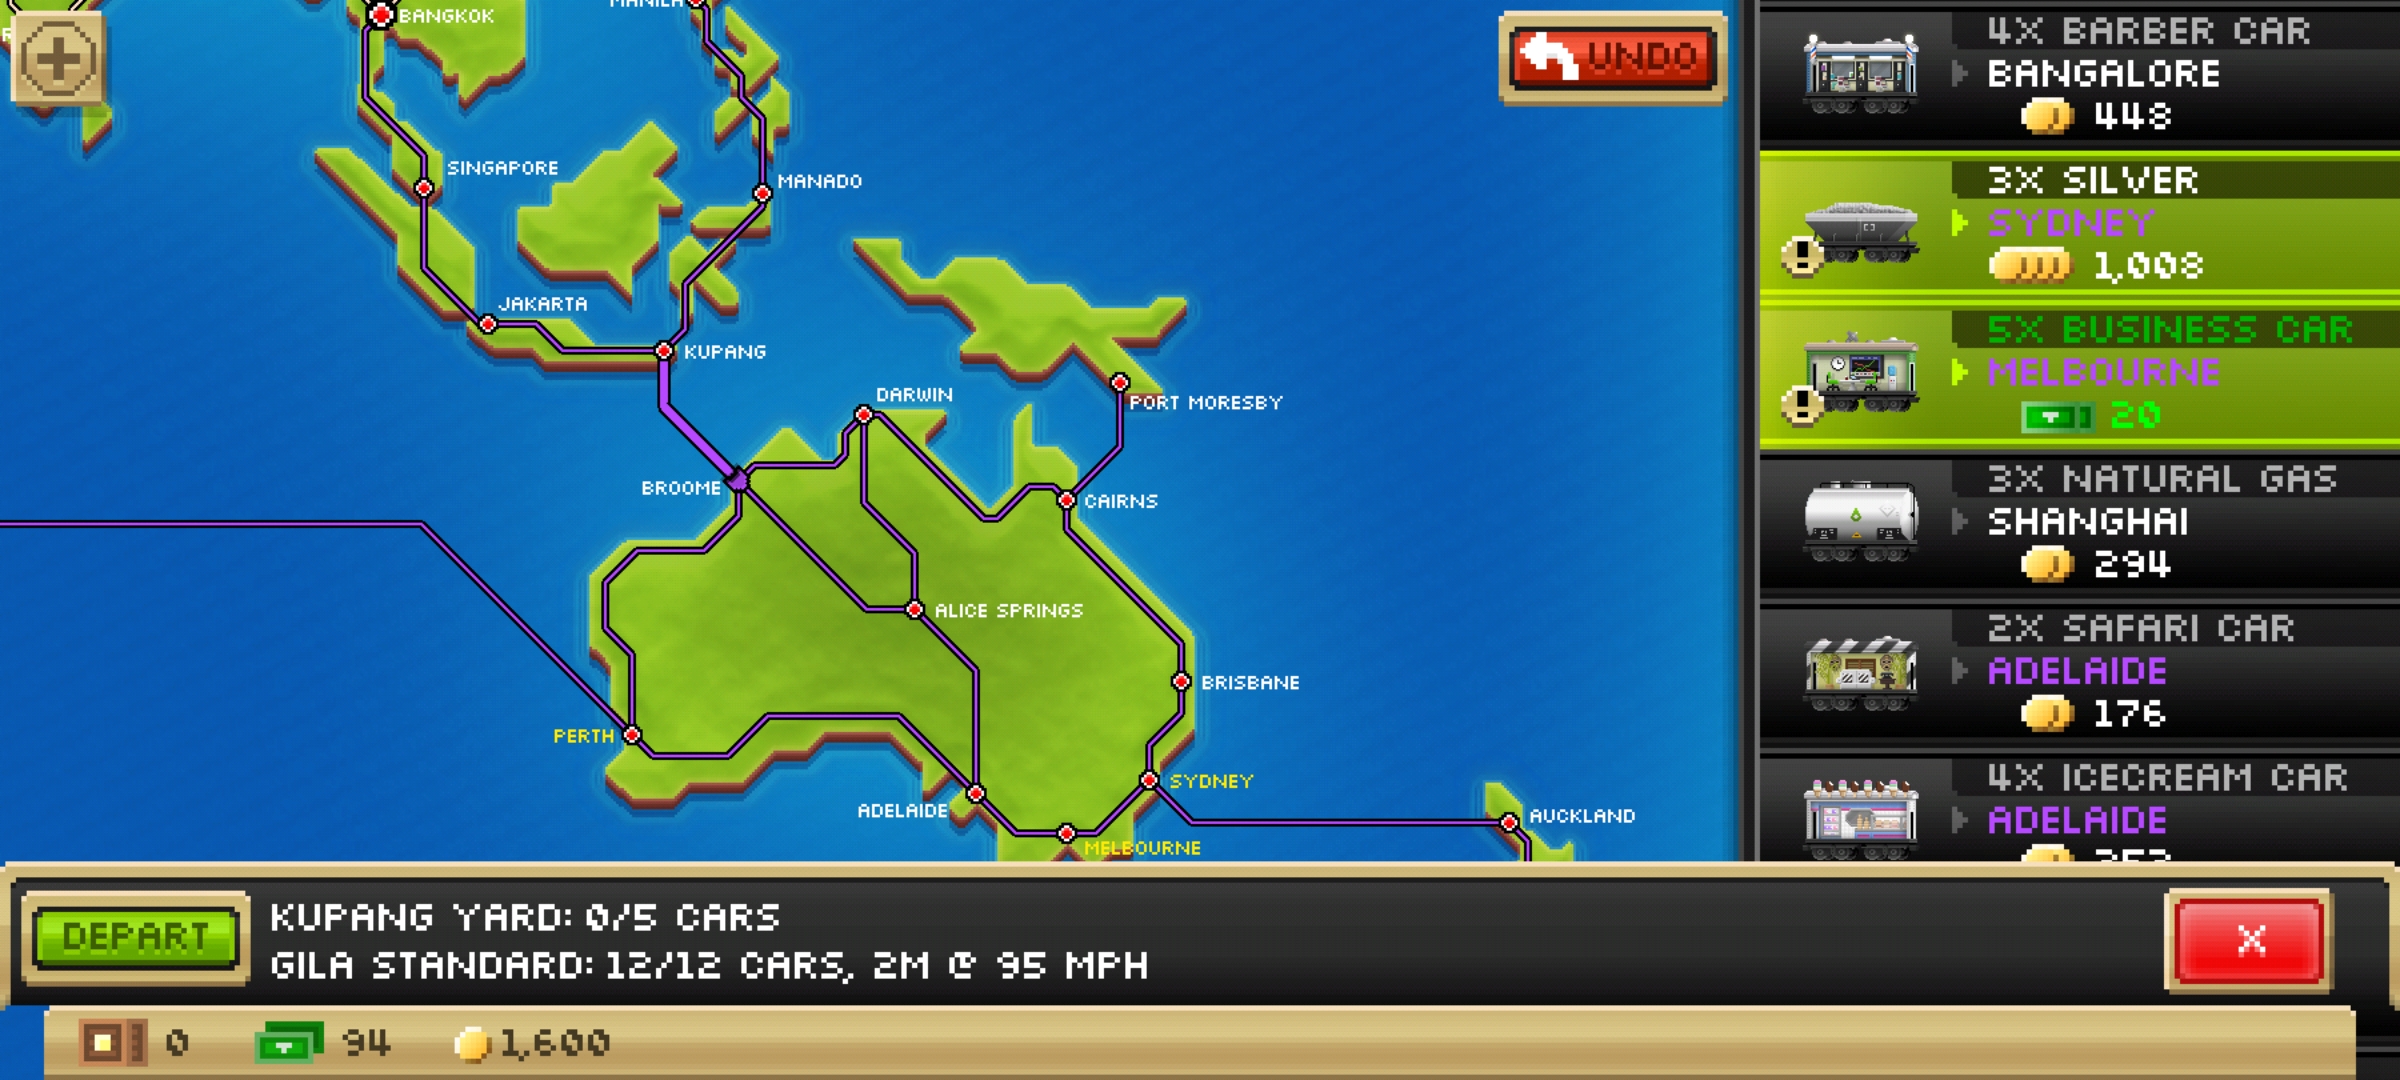 MANILA
BANGKOK
UNDO
SINGAPORE
MANADO
JAKARTA
KUPANG
DARWIN
PORT MORESBY
BROOME
CAIRNS
ALICE SPRINGS
BRISBANE
PERTH
SYDNEY
ADELAIDE
AUCKLAND
MELBOURNE
4X BARBER CAR
BANGALORE
448
3X SILVER
SYDNEY
1,008
5X BUSINESS CAR
MELBOURNE
20
3X NATURAL GAS
SHANGHAI
294
2X SAFARI CAR
ADELAIDE
176
4X ICECREAM CAR
ADELAIDE
DEPART
KUPANG YARD: 0/5 CARS
GILA STANDARD: 12/12 CARS, 2M @ 95 MPH
X
0
94
1,600